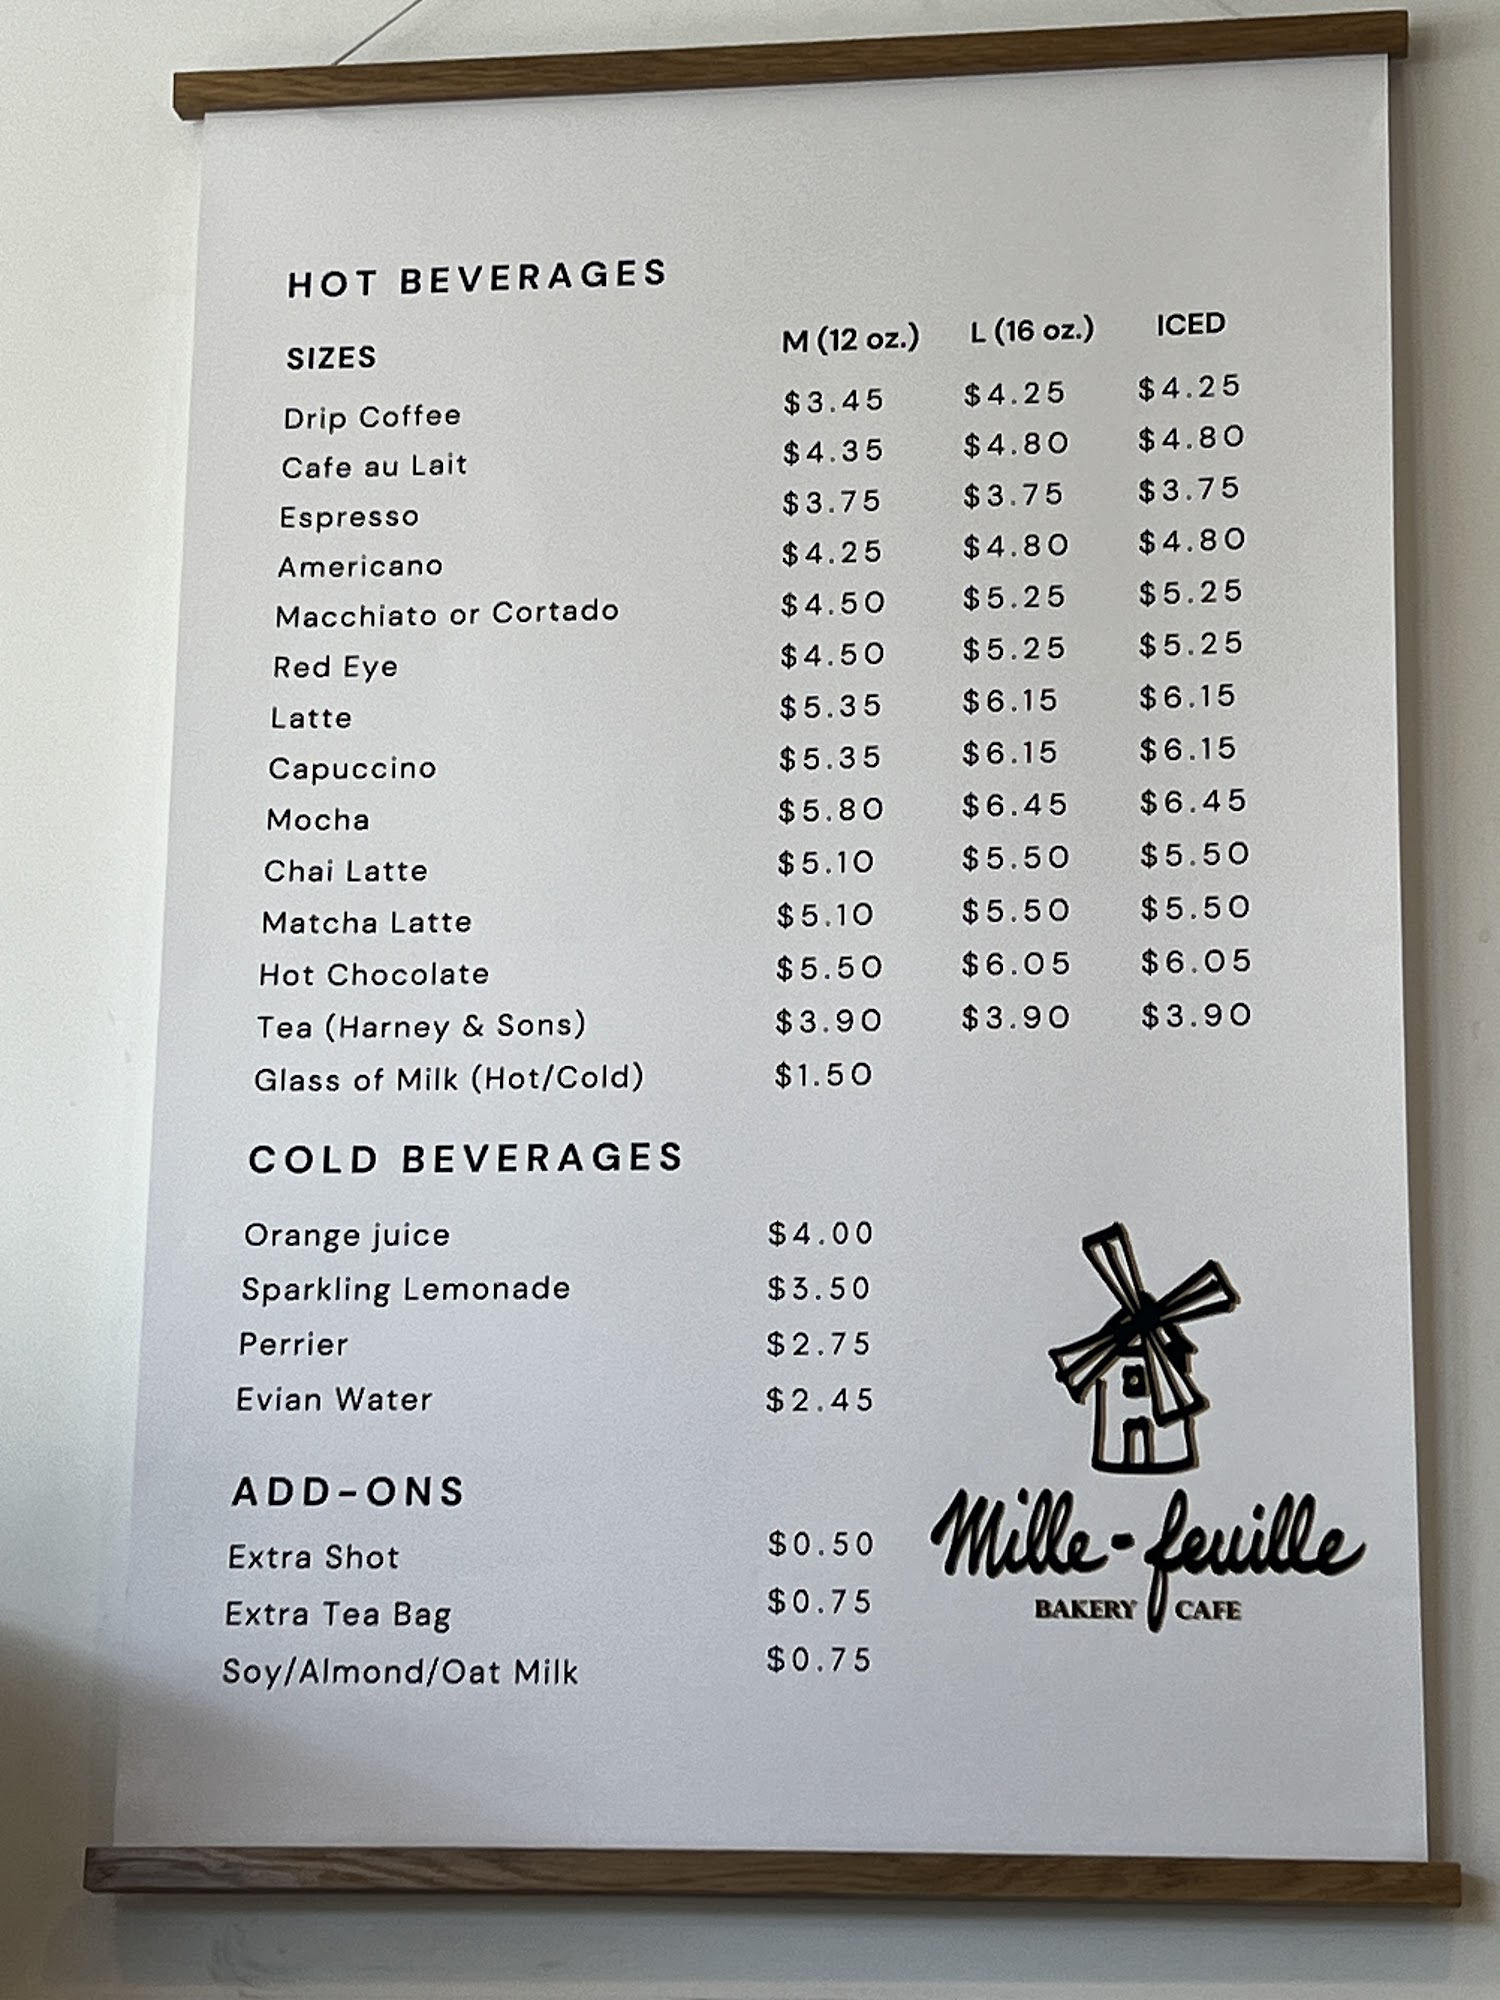 HOT BEVERAGES
SIZES M (12 oz.) L (16 oz.) ICED
Drip Coffee $3.45 $4.25 $4.25
Cafe au Lait $4.35 $4.80 $4.80
Espresso $3.75 $3.75 $3.75
Americano $4.25 $4.80 $4.80
Macchiato or Cortado $4.50 $5.25 $5.25
Red Eye $4.50 $5.25 $5.25
Latte $5.35 $6.15 $6.15
Capuccino $5.35 $6.15 $6.15
Mocha $5.80 $6.45 $6.45
Chai Latte $5.10 $5.50 $5.50
Matcha Latte $5.10 $5.50 $5.50
Hot Chocolate $5.50 $6.05 $6.05
Tea (Harney & Sons) $3.90 $3.90 $3.90
Glass of Milk (Hot/Cold) $1.50
COLD BEVERAGES
Orange juice $4.00
Sparkling Lemonade $3.50
Perrier $2.75
Evian Water $2.45
ADD-ONS
Extra Shot $0.50
Extra Tea Bag $0.75
Soy/Almond/Oat Milk $0.75
Mille-feuille
BAKERY CAFE